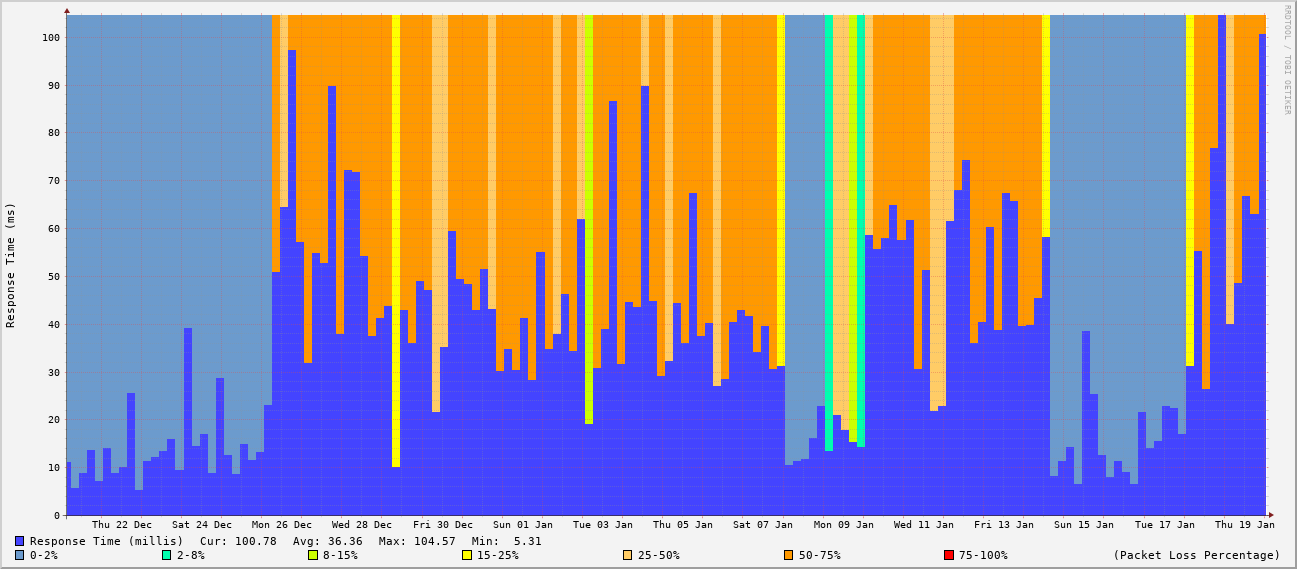 RRDTOOL / TOBI OETIKER
Response Time (ms)
100
90
80
70
60
50
40
30
20
10
0
Thu 22 Dec Sat 24 Dec Mon 26 Dec Wed 28 Dec Fri 30 Dec Sun 01 Jan Tue 03 Jan Thu 05 Jan Sat 07 Jan Mon 09 Jan Wed 11 Jan Fri 13 Jan Sun 15 Jan Tue 17 Jan Thu 19 Jan
Response Time (millis) Cur: 100.78 Avg: 36.36 Max: 104.57 Min: 5.31
0-2% 2-8% 8-15% 15-25% 25-50% 50-75% 75-100% (Packet Loss Percentage)